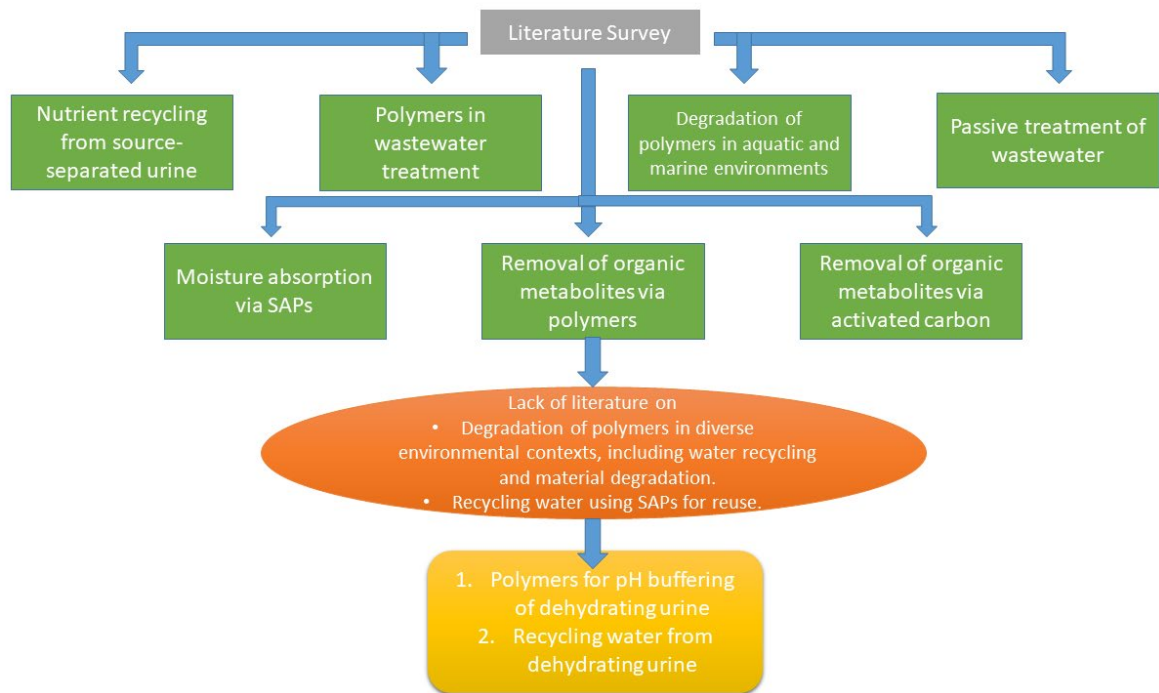 Literature Survey
Nutrient recycling
from source-
separated urine
Polymers in
wastewater
treatment
Degradation of
polymers in aquatic and
marine environments
Passive treatment of
wastewater
Moisture absorption
via SAPs
Removal of organic
metabolites via
polymers
Removal of organic
metabolites via
activated carbon
Lack of literature on
• Degradation of polymers in diverse
environmental contexts, including water recycling
and material degradation.
• Recycling water using SAPs for reuse.
1. Polymers for pH buffering
of dehydrating urine
2. Recycling water from
dehydrating urine